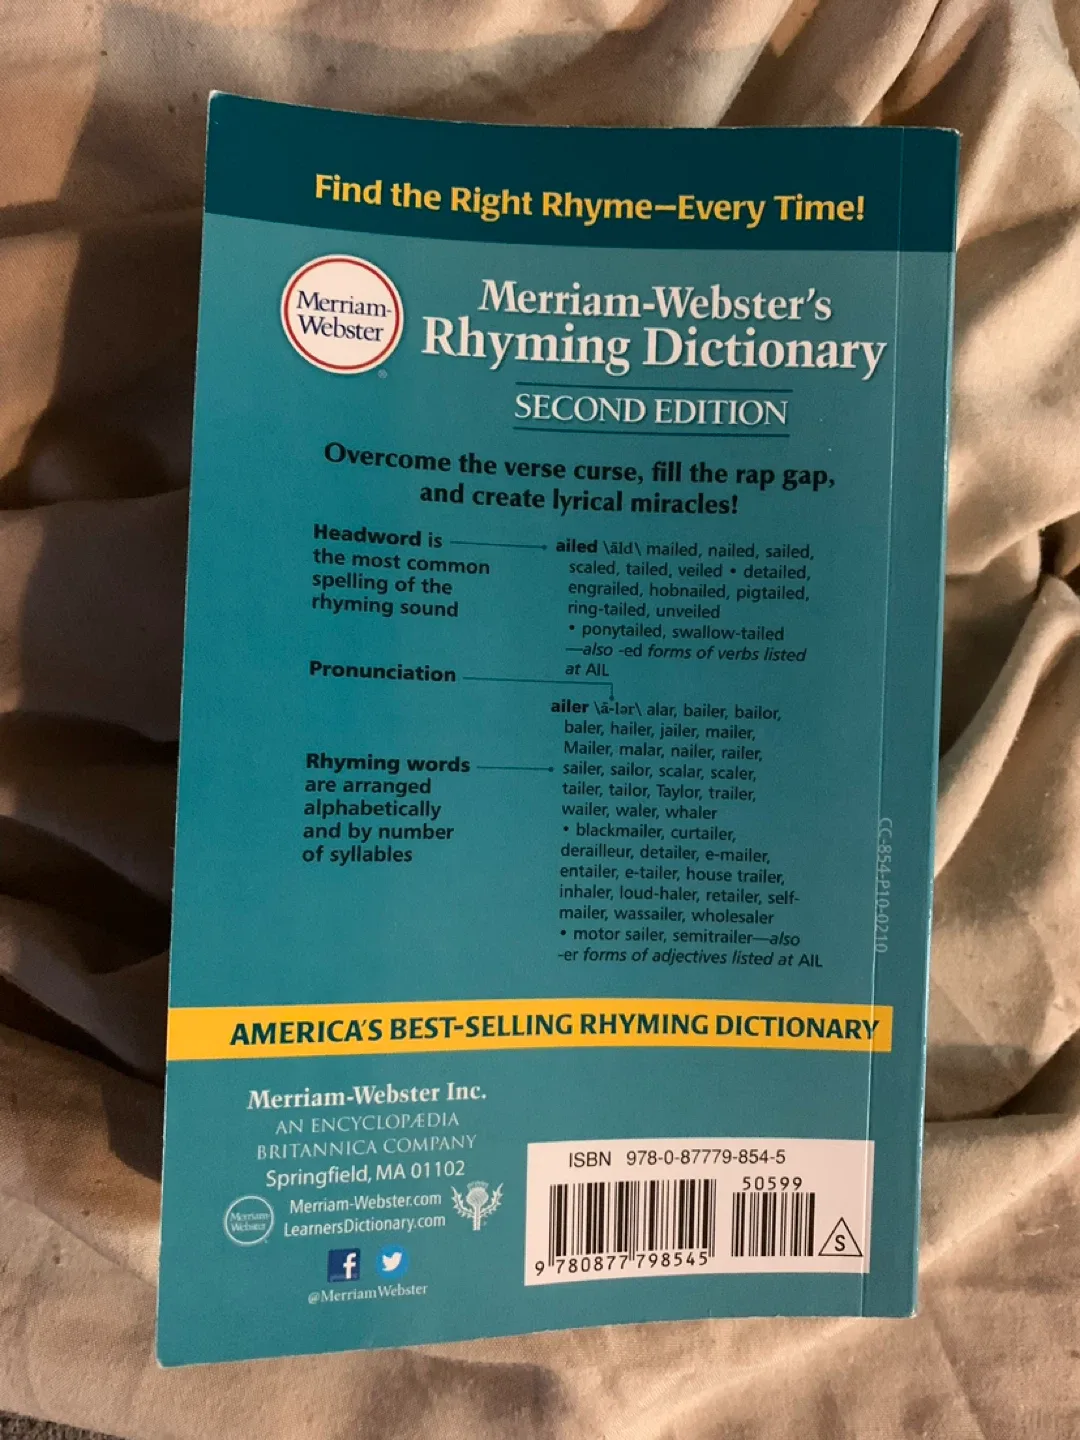 Find the Right Rhyme—Every Time!
Merriam-
Webster
®
Merriam-Webster's
Rhyming Dictionary
SECOND EDITION
Overcome the verse curse, fill the rap gap,
and create lyrical miracles!
Headword is
the most common
spelling of the
rhyming sound
ailed \āld\ mailed, nailed, sailed,
scaled, tailed, veiled • detailed,
engrailed, hobnailed, pigtailed,
ring-tailed, unveiled
• ponytailed, swallow-tailed
—also -ed forms of verbs listed
at AIL
Pronunciation
ailer \ā-lər\ alar, bailer, bailor,
baler, hailer, jailer, mailer,
Mailer, malar, nailer, railer,
sailer, sailor, scalar, scaler,
tailer, tailor, Taylor, trailer,
wailer, waler, whaler
• blackmailer, curtailer,
derailleur, detailer, e-mailer,
entailer, e-tailer, house trailer,
inhaler, loud-haler, retailer, self-
mailer, wassailer, wholesaler
• motor sailer, semitrailer—also
-er forms of adjectives listed at AIL
Rhyming words
are arranged
alphabetically
and by number
of syllables
CC-854-P10-0210
AMERICA'S BEST-SELLING RHYMING DICTIONARY
Merriam-Webster Inc.
AN ENCYCLOPÆDIA
BRITANNICA COMPANY
Springfield, MA 01102
Merriam-Webster.com
LearnersDictionary.com
Merriam-
Webster
f
@MerriamWebster
ISBN 978-0-87779-854-5
50599
9 780877 798545
S